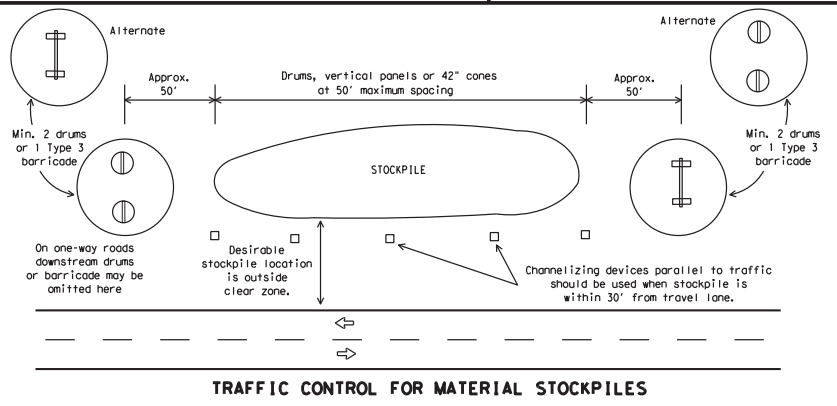 Alternate
Alternate
Approx.
50'
Drums, vertical panels or 42" cones
at 50' maximum spacing
Approx.
50'
Min. 2 drums
or 1 Type 3
barricade
Min. 2 drums
or 1 Type 3
barricade
STOCKPILE
On one-way roads
downstream drums
or barricade may be
omitted here
Desirable
stockpile location
is outside
clear zone.
Channelizing devices parallel to traffic
should be used when stockpile is
within 30' from travel lane.
TRAFFIC CONTROL FOR MATERIAL STOCKPILES